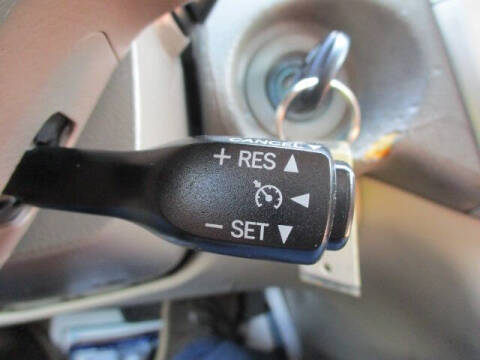 CANCEL
+ RES
− SET